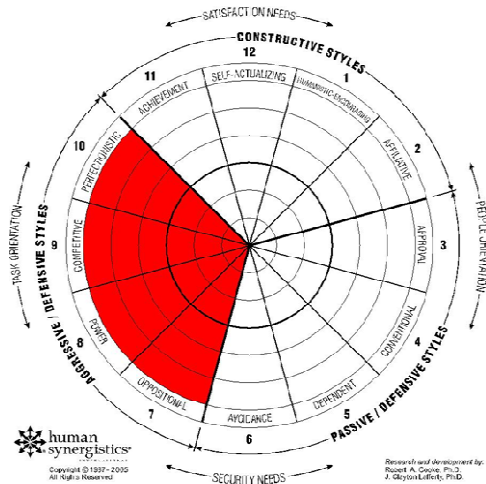 SATISFACTION NEEDS
CONSTRUCTIVE STYLES
12
11
1
SELF-ACTUALIZING
ACHIEVEMENT
HUMANISTIC-ENCOURAGING
10
2
PERFECTIONISTIC
AFFILIATIVE
TASK ORIENTATION
PEOPLE ORIENTATION
9
COMPETITIVE
APPROVAL
3
AGGRESSIVE / DEFENSIVE STYLES
8
POWER
CONVENTIONAL
4
OPPOSITIONAL
DEPENDENT
7
AVOIDANCE
5
6
PASSIVE / DEFENSIVE STYLES
human
synergistics®
Copyright © 1987-2005
All Rights Reserved
SECURITY NEEDS
Research and development by:
Robert A. Cooke, Ph.D.
J. Clayton Lafferty, Ph.D.